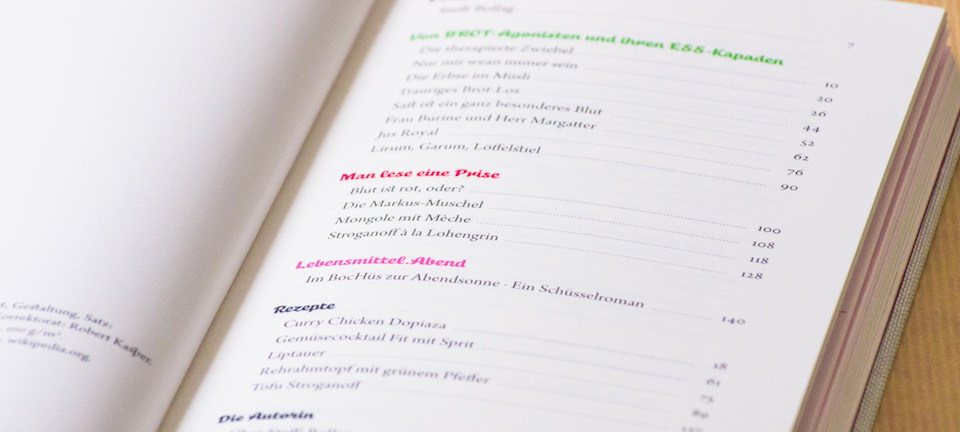 7
Von BROT-Agonisten und ihren ESS-Kapaden
Die therapierte Zwiebel 10
Nur mir wean immer sein 20
Die Erbse im Müsli 26
Trauriges Brot-Los 44
Saft ist ein ganz besonderes Blut 52
Frau Burine und Herr Margatter 62
Jus Royal 76
Lirum, Garum, Löffelstiel 90
Man lese eine Prise
Blut ist rot, oder? 100
Die Markus-Muschel 108
Mongole mit Mèche 118
Stroganoff à la Lohengrin 128
Lebensmittel.Abend
Im BocHüs zur Abendsonne · Ein Schüsselroman 140
Rezepte
Curry Chicken Dopiaza 18
Gemüsecocktail Fit mit Sprit 61
Liptauer 75
Rehrahmtopf mit grünem Pfeffer 89
Tofu Stroganoff
Die Autorin
Gestaltung, Satz:
Korrektorat: Robert Kasper,
100 g/m².
wikipedia.org.